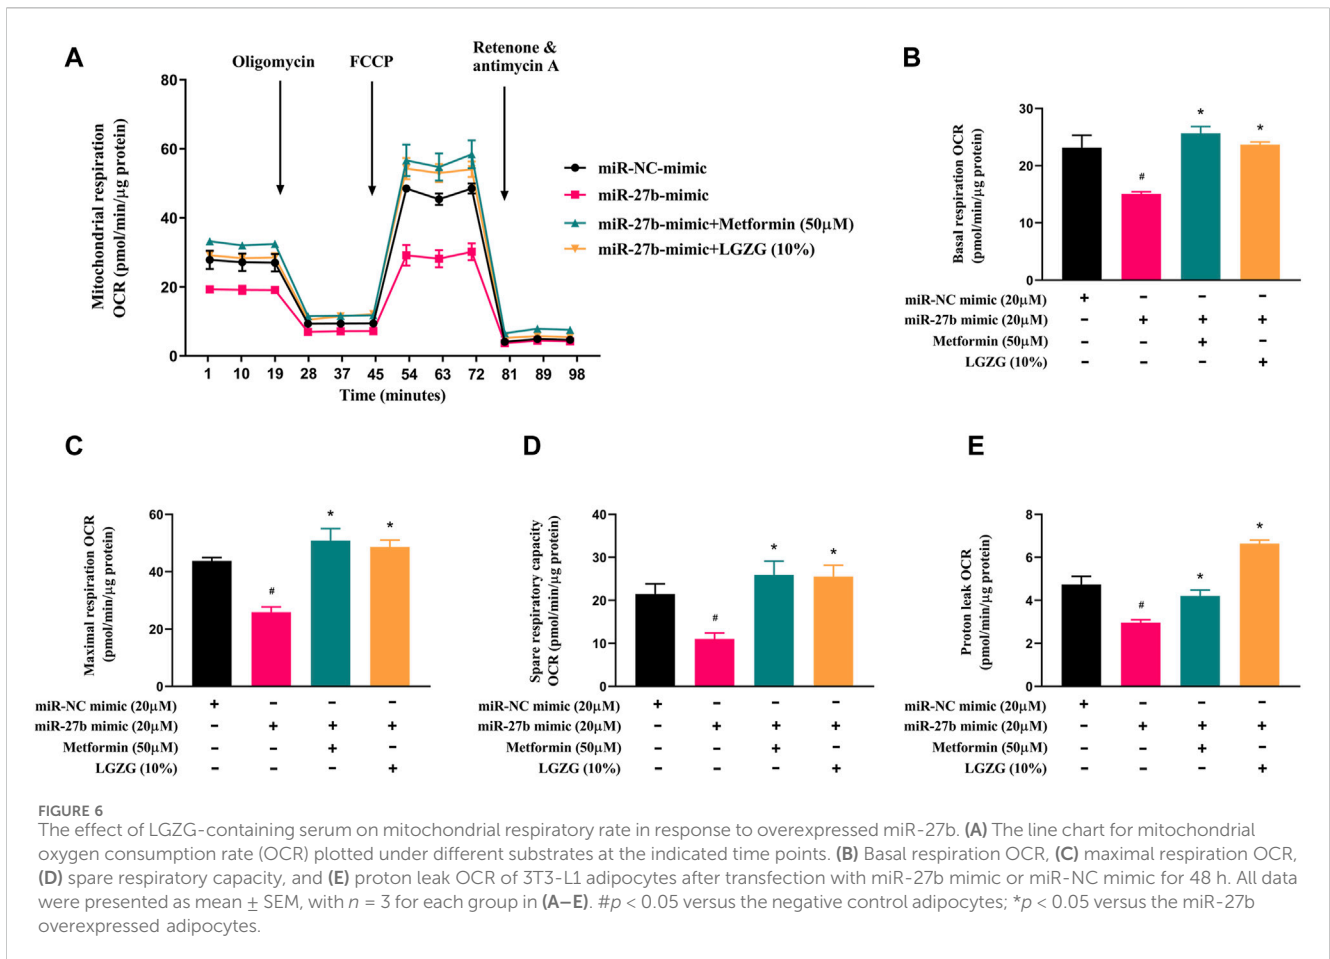 A
Oligomycin
FCCP
Retenone &
antimycin A
Mitochondrial respiration
OCR (pmol/min/μg protein)
80
60
40
20
0
1 10 19 28 37 45 54 63 72 81 89 98
Time (minutes)
miR-NC-mimic
miR-27b-mimic
miR-27b-mimic+Metformin (50μM)
miR-27b-mimic+LGZG (10%)
B
Basal respiration OCR
(pmol/min/μg protein)
30
20
10
0
# * *
miR-NC mimic (20μM) + - - -
miR-27b mimic (20μM) - + + +
Metformin (50μM) - - + -
LGZG (10%) - - - +
C
Maximal respiration OCR
(pmol/min/μg protein)
60
40
20
0
# * *
miR-NC mimic (20μM) + - - -
miR-27b mimic (20μM) - + + +
Metformin (50μM) - - + -
LGZG (10%) - - - +
D
Spare respiratory capacity
OCR (pmol/min/μg protein)
40
30
20
10
0
# * *
miR-NC mimic (20μM) + - - -
miR-27b mimic (20μM) - + + +
Metformin (50μM) - - + -
LGZG (10%) - - - +
E
Proton leak OCR
(pmol/min/μg protein)
8
6
4
2
0
# * *
miR-NC mimic (20μM) + - - -
miR-27b mimic (20μM) - + + +
Metformin (50μM) - - + -
LGZG (10%) - - - +
FIGURE 6
The effect of LGZG-containing serum on mitochondrial respiratory rate in response to overexpressed miR-27b. (A) The line chart for mitochondrial
oxygen consumption rate (OCR) plotted under different substrates at the indicated time points. (B) Basal respiration OCR, (C) maximal respiration OCR,
(D) spare respiratory capacity, and (E) proton leak OCR of 3T3-L1 adipocytes after transfection with miR-27b mimic or miR-NC mimic for 48 h. All data
were presented as mean ± SEM, with n = 3 for each group in (A–E). #p < 0.05 versus the negative control adipocytes; *p < 0.05 versus the miR-27b
overexpressed adipocytes.